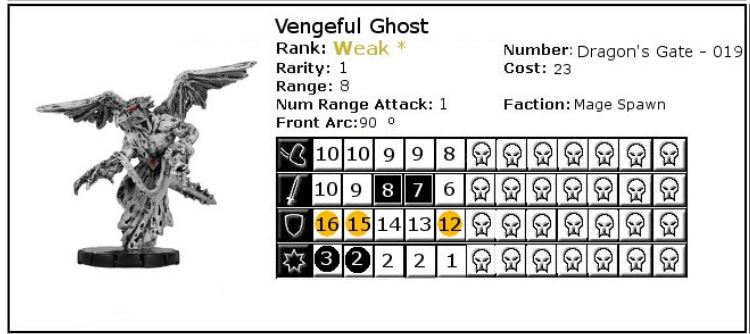 Vengeful Ghost
Rank: Weak *
Number: Dragon's Gate - 019
Rarity: 1
Cost: 23
Range: 8
Num Range Attack: 1
Faction: Mage Spawn
Front Arc:90 º
10 10 9 9 8
10 9 8 7 6
16 15 14 13 12
3 2 2 2 1